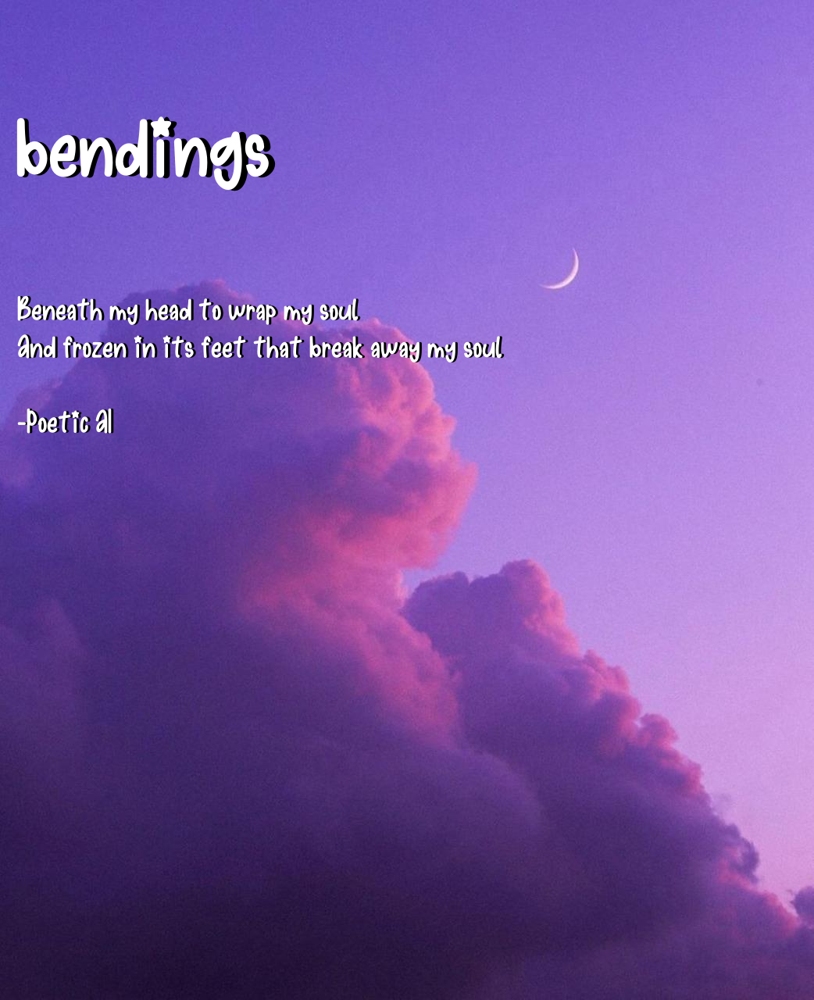 bendings
Beneath my head to wrap my soul
And frozen in its feet that break away my soul
-Poetic Al